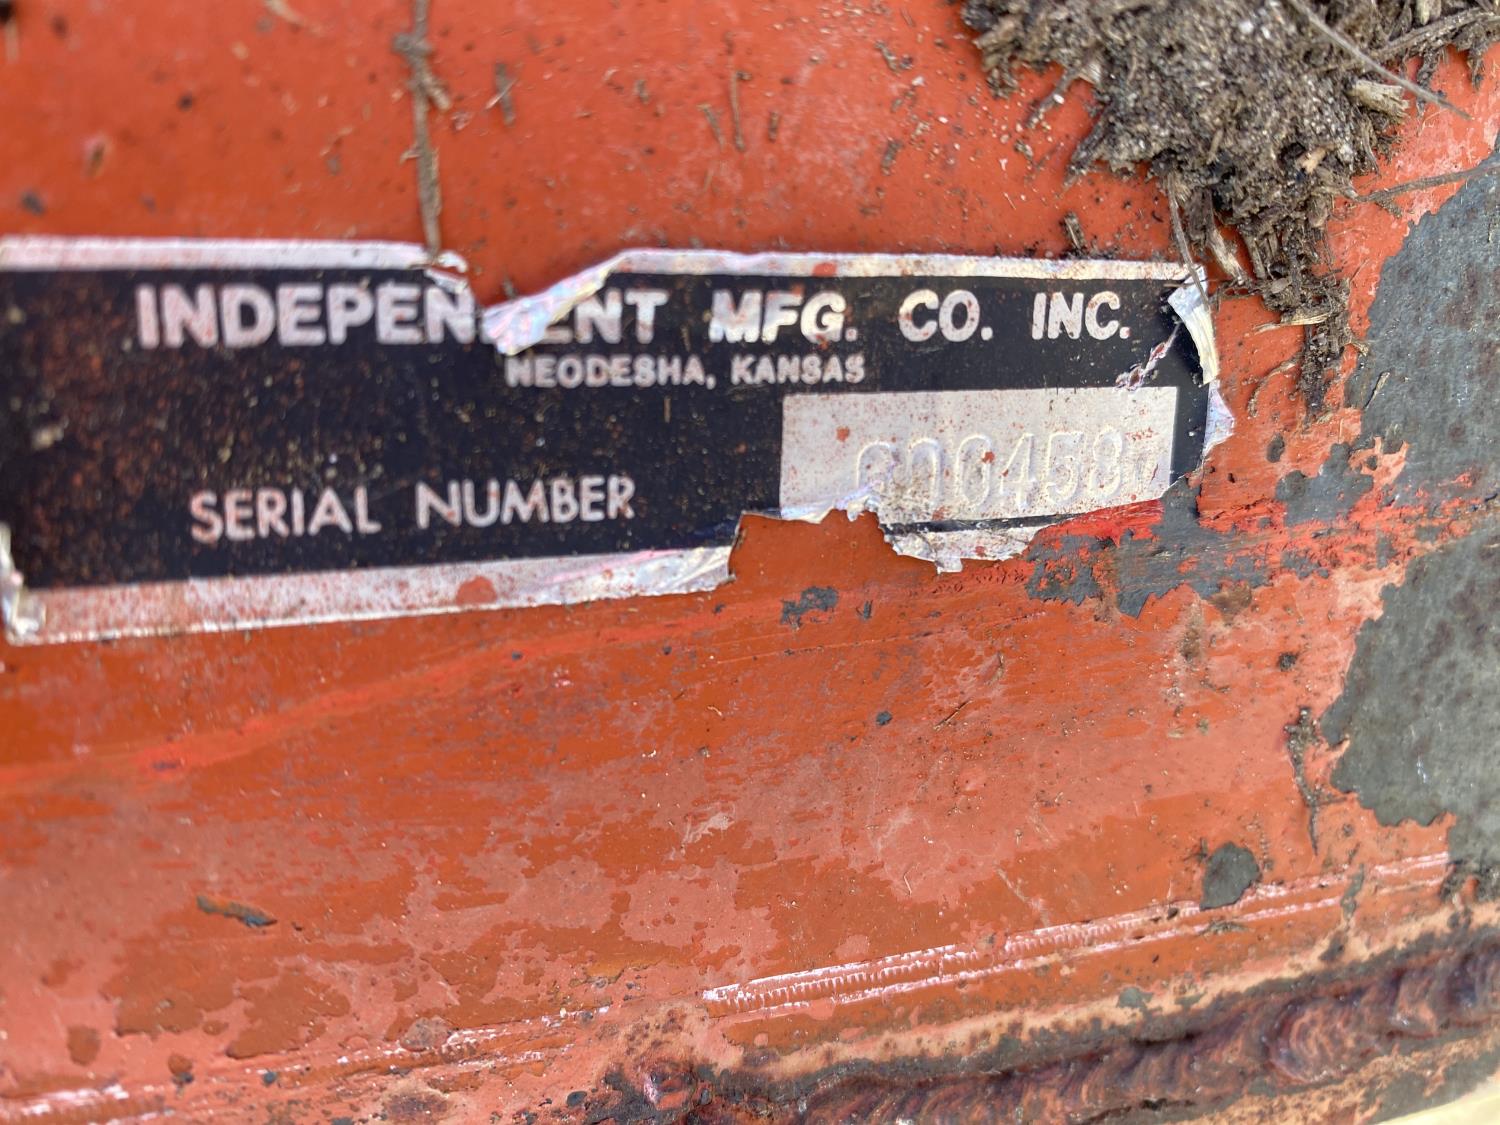 INDEPENDENT MFG. CO. INC.
NEODESHA, KANSAS
SERIAL NUMBER